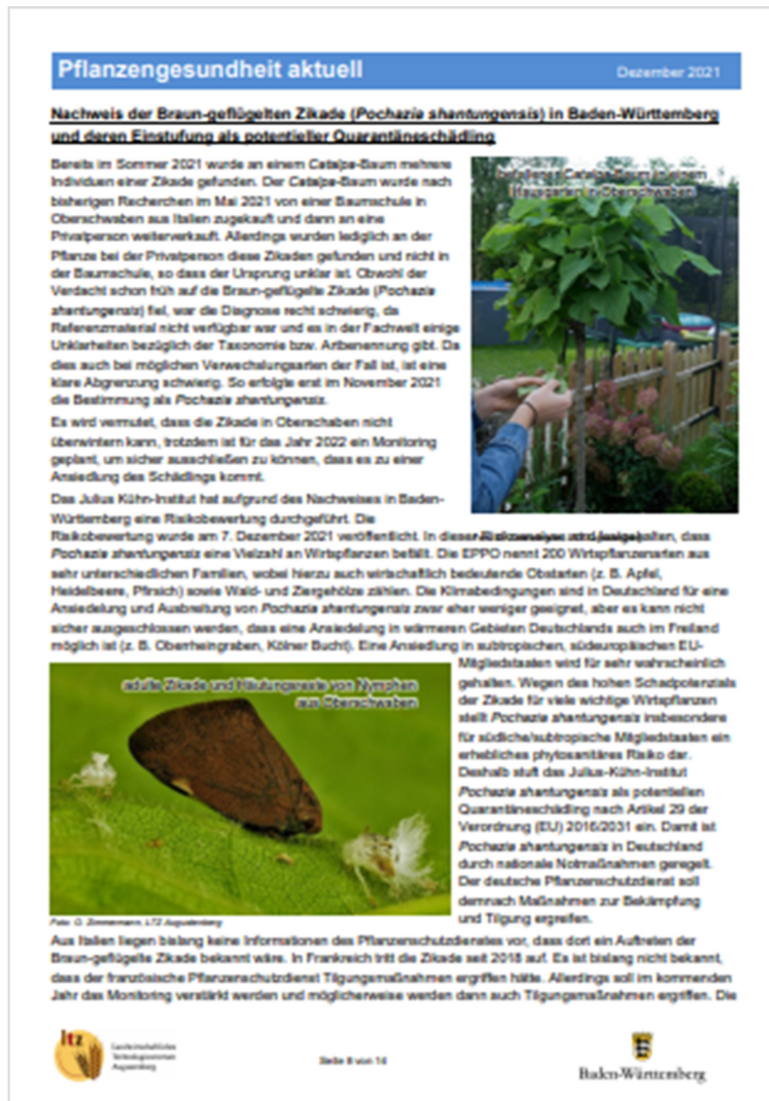 Pflanzengesundheit aktuell
Dezember 2021
Nachweis der Braun-geflügelten Zikade (Pochazia shantungensis) in Baden-Württemberg
und deren Einstufung als potentieller Quarantäneschädling
Bereits im Sommer 2021 wurde an einem Catalpa-Baum mehrere
Individuen einer Zikade gefunden. Der Catalpa-Baum wurde nach
bisherigen Recherchen im Mai 2021 von einer Baumschule in
Oberschwaben aus Italien zugekauft und dann an eine
Privatperson weiterverkauft. Allerdings wurden lediglich an der
Pflanze bei der Privatperson diese Zikaden gefunden und nicht in
der Baumschule, so dass der Ursprung unklar ist. Obwohl der
Verdacht schon früh auf die Braun-geflügelte Zikade (Pochazia
shantungensis) fiel, war die Diagnose recht schwierig, da
Referenzmaterial nicht verfügbar war und es in der Fachwelt einige
Unklarheiten bezüglich der Taxonomie bzw. Artbenennung gibt. Da
dies auch bei möglichen Verwechslungsarten der Fall ist, ist eine
klare Abgrenzung schwierig. So erfolgte erst im November 2021
die Bestimmung als Pochazia shantungensis.
befallener Catalpa-Baum in einem
Hausgarten in Oberschwaben
Es wird vermutet, dass die Zikade in Oberschaben nicht
überwintern kann, trotzdem ist für das Jahr 2022 ein Monitoring
geplant, um sicher ausschließen zu können, dass es zu einer
Ansiedlung des Schädlings kommt.
Das Julius Kühn-Institut hat aufgrund des Nachweises in Baden-
Württemberg eine Risikobewertung durchgeführt. Die
Risikobewertung wurde am 7. Dezember 2021 veröffentlicht. In dieser wird festgehalten, dass
Pochazia shantungensis eine Vielzahl an Wirtspflanzen befällt. Die EPPO nennt 200 Wirtspflanzenarten aus
sehr unterschiedlichen Familien, wobei hierzu auch wirtschaftlich bedeutende Obstarten (z. B. Apfel,
Heidelbeere, Pfirsich) sowie Wald- und Ziergehölze zählen. Die Klimabedingungen sind in Deutschland für eine
Ansiedelung und Ausbreitung von Pochazia shantungensis zwar eher weniger geeignet, aber es kann nicht
sicher ausgeschlossen werden, dass eine Ansiedelung in wärmeren Gebieten Deutschlands auch im Freiland
möglich ist (z. B. Oberrheingraben, Kölner Bucht). Eine Ansiedlung in subtropischen, südeuropäischen EU-
Mitgliedstaaten wird für sehr wahrscheinlich
gehalten. Wegen des hohen Schadpotenzials
der Zikade für viele wichtige Wirtspflanzen
stellt Pochazia shantungensis insbesondere
für südliche/subtropische Mitgliedstaaten ein
erhebliches phytosanitäres Risiko dar.
Deshalb stuft das Julius-Kühn-Institut
Pochazia shantungensis als potentiellen
Quarantäneschädling nach Artikel 29 der
Verordnung (EU) 2016/2031 ein. Damit ist
Pochazia shantungensis in Deutschland
durch nationale Notmaßnahmen geregelt.
Der deutsche Pflanzenschutzdienst soll
demnach Maßnahmen zur Bekämpfung
und Tilgung ergreifen.
adulte Zikade und Häutungsreste von Nymphen
aus Oberschwaben
Foto: O. Zimmermann, LTZ Augustenberg
Aus Italien liegen bislang keine Informationen des Pflanzenschutzdienstes vor, dass dort ein Auftreten der
Braun-geflügelte Zikade bekannt wäre. In Frankreich tritt die Zikade seit 2018 auf. Es ist bislang nicht bekannt,
dass der französische Pflanzenschutzdienst Tilgungsmaßnahmen ergriffen hätte. Allerdings soll im kommenden
Jahr das Monitoring verstärkt werden und möglicherweise werden dann auch Tilgungsmaßnahmen ergriffen. Die
ltz
Landwirtschaftliches
Technologiezentrum
Augustenberg
Seite 8 von 14
Baden-Württemberg